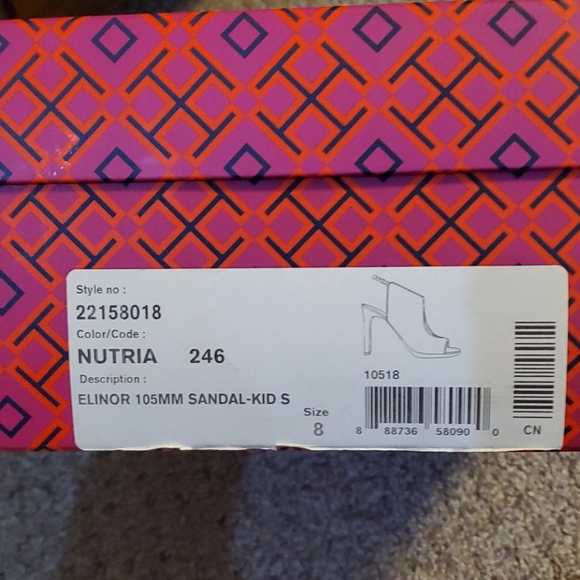 Style no :
22158018
Color/Code :
NUTRIA 246
Description :
ELINOR 105MM SANDAL-KID S
Size
8
10518
8 88736 58090 0
CN